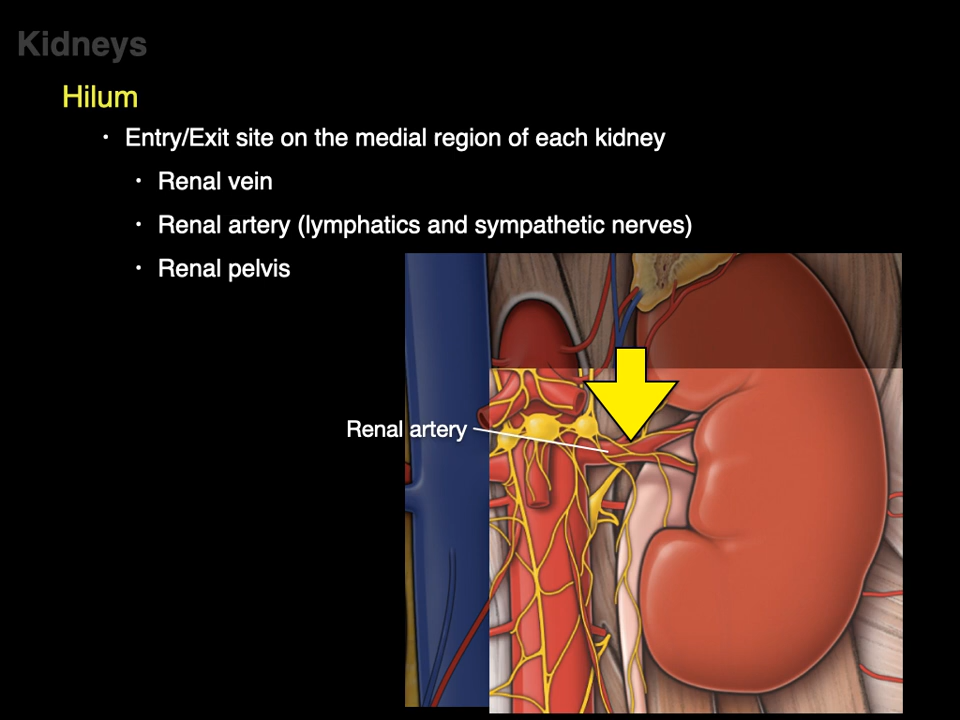 Kidneys
Hilum
• Entry/Exit site on the medial region of each kidney
• Renal vein
• Renal artery (lymphatics and sympathetic nerves)
• Renal pelvis
Renal artery